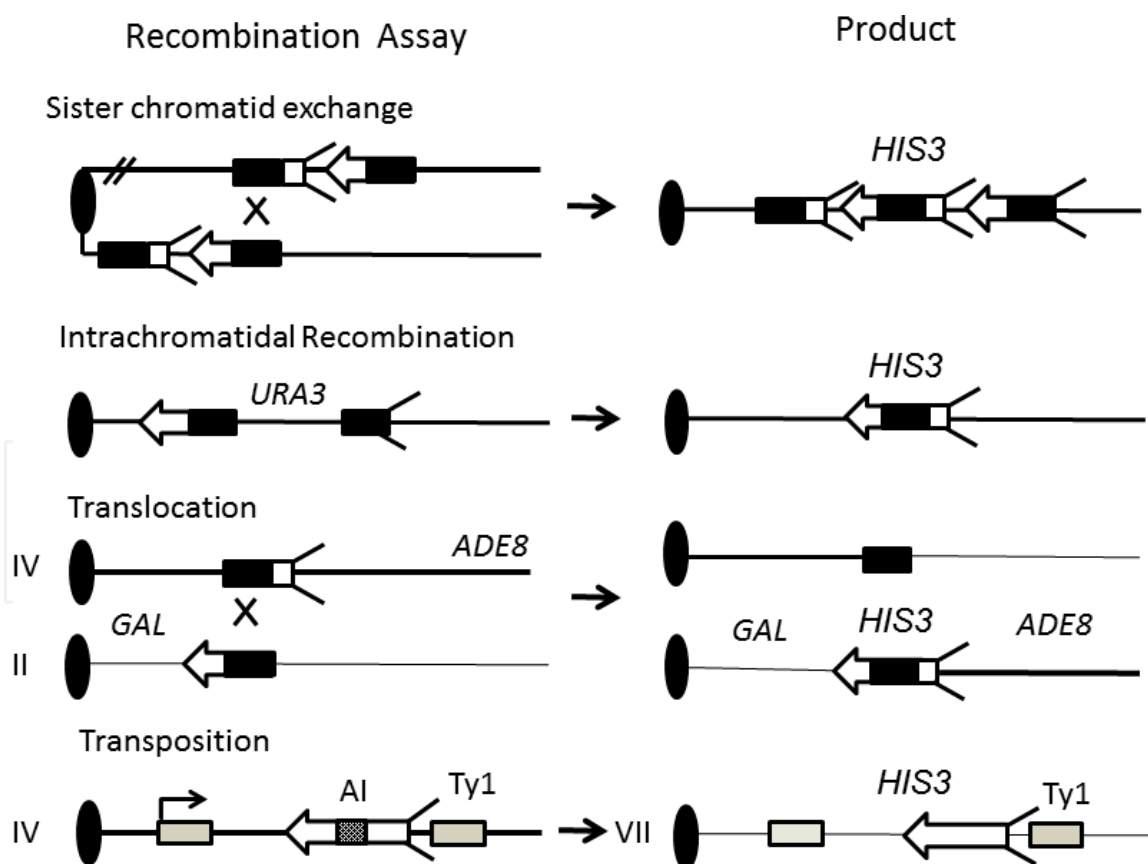 Recombination Assay
Product
Sister chromatid exchange
HIS3
Intrachromatidal Recombination
URA3
HIS3
Translocation
IV
ADE8
GAL
II
GAL
HIS3
ADE8
Transposition
IV
AI
Ty1
VII
HIS3
Ty1